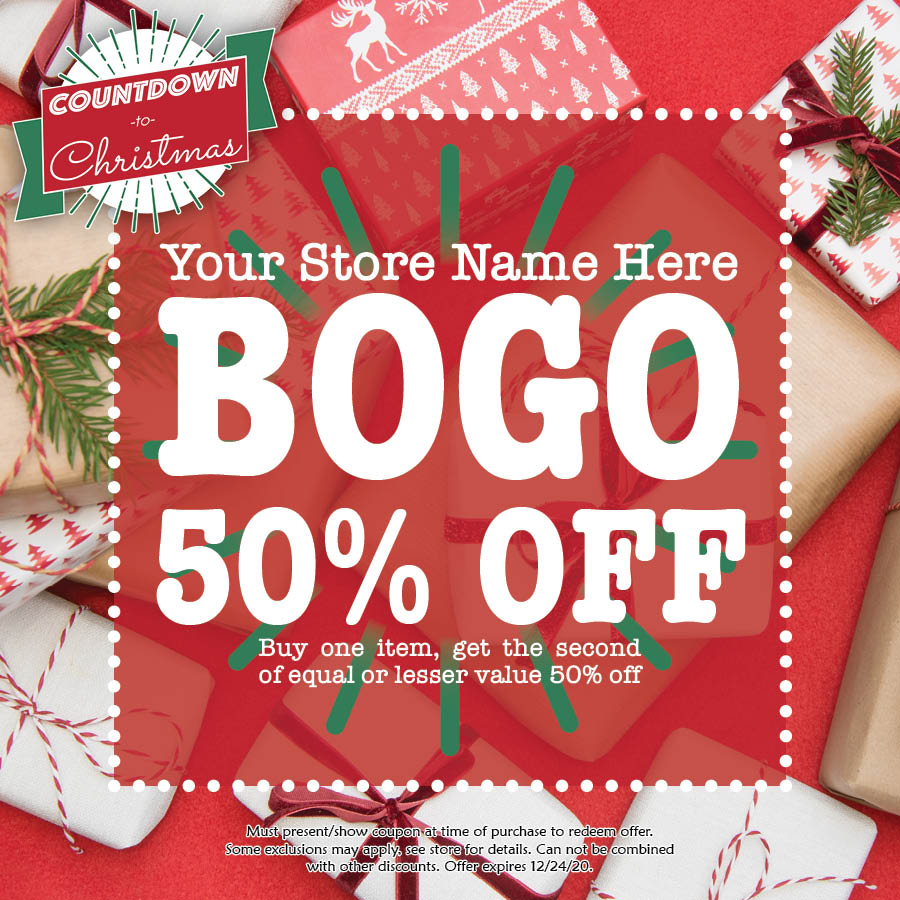 COUNTDOWN
-to-
Christmas
Your Store Name Here
BOGO
50% OFF
Buy one item, get the second
of equal or lesser value 50% off
Must present/show coupon at time of purchase to redeem offer.
Some exclusions may apply, see store for details. Can not be combined
with other discounts. Offer expires 12/24/20.